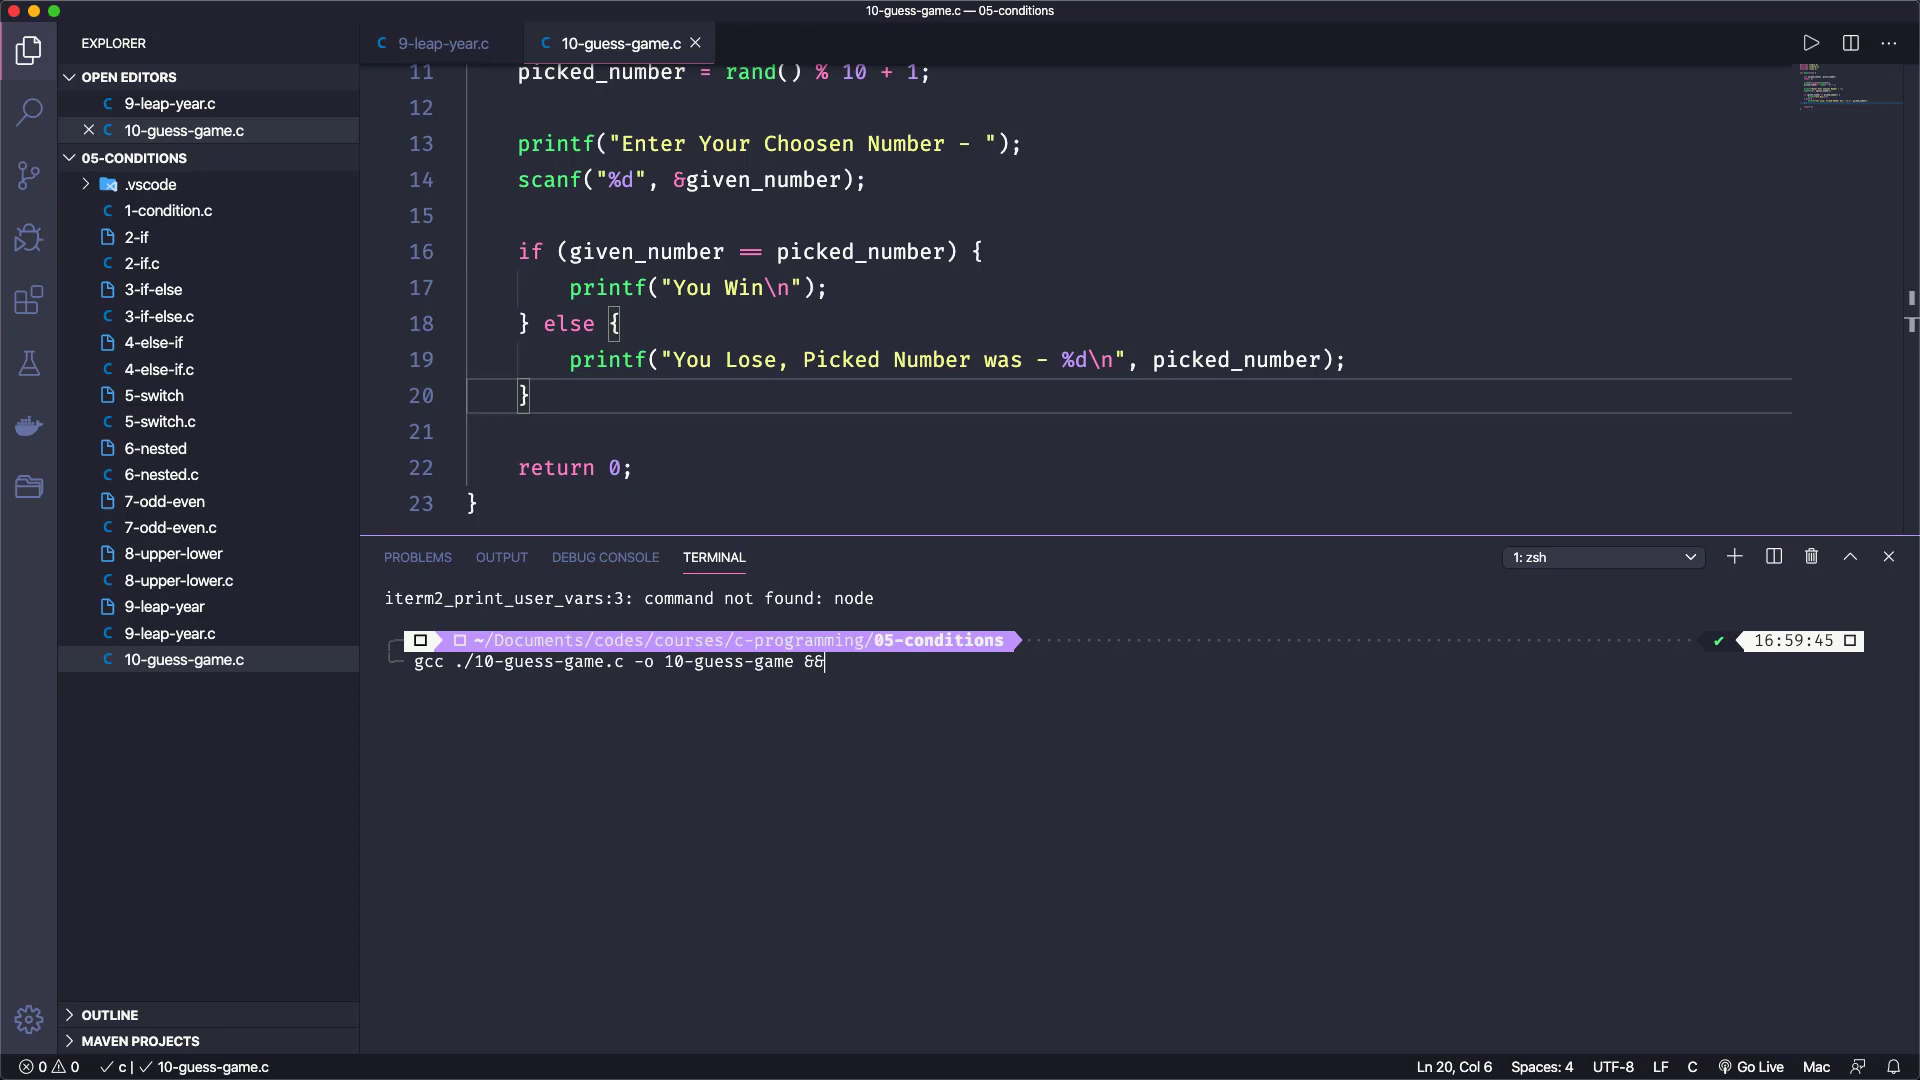 10-guess-game.c — 05-conditions
EXPLORER
OPEN EDITORS
9-leap-year.c
10-guess-game.c
05-CONDITIONS
.vscode
1-condition.c
2-if
2-if.c
3-if-else
3-if-else.c
4-else-if
4-else-if.c
5-switch
5-switch.c
6-nested
6-nested.c
7-odd-even
7-odd-even.c
8-upper-lower
8-upper-lower.c
9-leap-year
9-leap-year.c
10-guess-game.c
OUTLINE
MAVEN PROJECTS
9-leap-year.c
10-guess-game.c
11 picked_number = rand() % 10 + 1;
12
13 printf("Enter Your Choosen Number - ");
14 scanf("%d", &given_number);
15
16 if (given_number == picked_number) {
17 printf("You Win\n");
18 } else {
19 printf("You Lose, Picked Number was - %d\n", picked_number);
20 }
21
22 return 0;
23 }
PROBLEMS OUTPUT DEBUG CONSOLE TERMINAL 1: zsh
iterm2_print_user_vars:3: command not found: node
~/Documents/codes/courses/c-programming/05-conditions ✔ 16:59:45
gcc ./10-guess-game.c -o 10-guess-game &&
0 0 c | 10-guess-game.c Ln 20, Col 6 Spaces: 4 UTF-8 LF C Go Live Mac